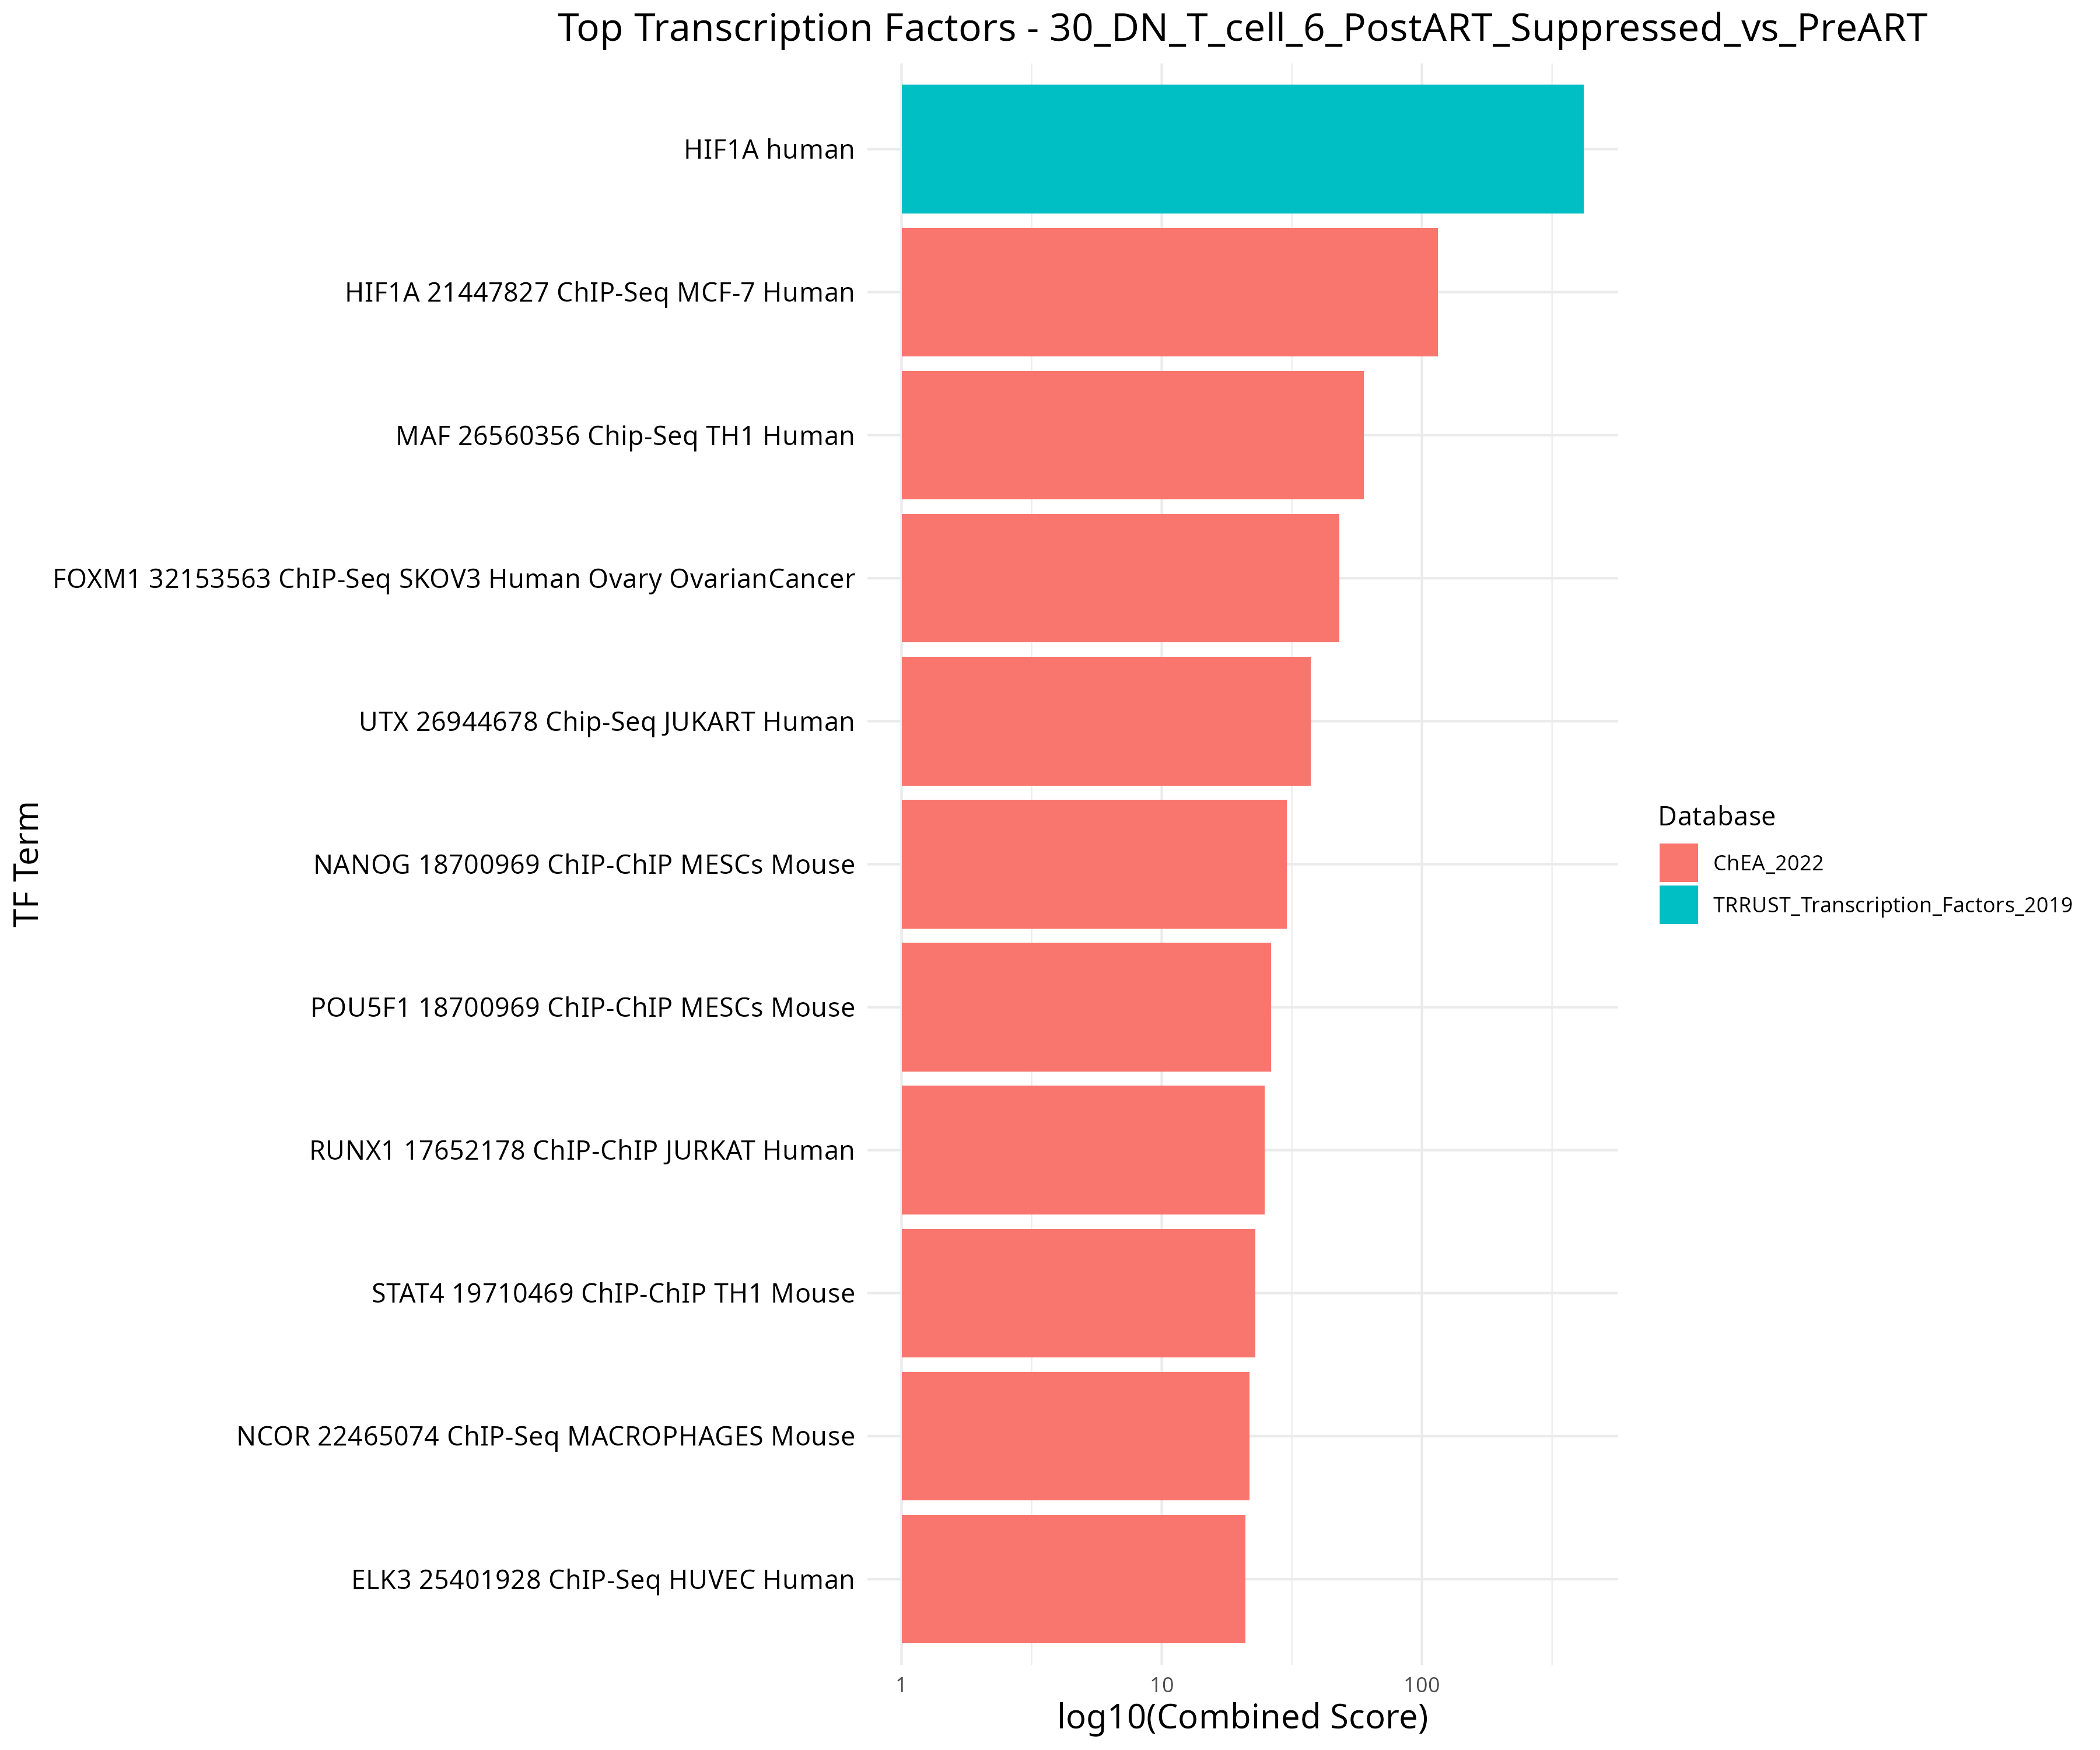 Top Transcription Factors - 30_DN_T_cell_6_PostART_Suppressed_vs_PreART
TF Term
HIF1A human
HIF1A 21447827 ChIP-Seq MCF-7 Human
MAF 26560356 Chip-Seq TH1 Human
FOXM1 32153563 ChIP-Seq SKOV3 Human Ovary OvarianCancer
UTX 26944678 Chip-Seq JUKART Human
NANOG 18700969 ChIP-ChIP MESCs Mouse
POU5F1 18700969 ChIP-ChIP MESCs Mouse
RUNX1 17652178 ChIP-ChIP JURKAT Human
STAT4 19710469 ChIP-ChIP TH1 Mouse
NCOR 22465074 ChIP-Seq MACROPHAGES Mouse
ELK3 25401928 ChIP-Seq HUVEC Human
1 10 100
log10(Combined Score)
Database
ChEA_2022
TRRUST_Transcription_Factors_2019